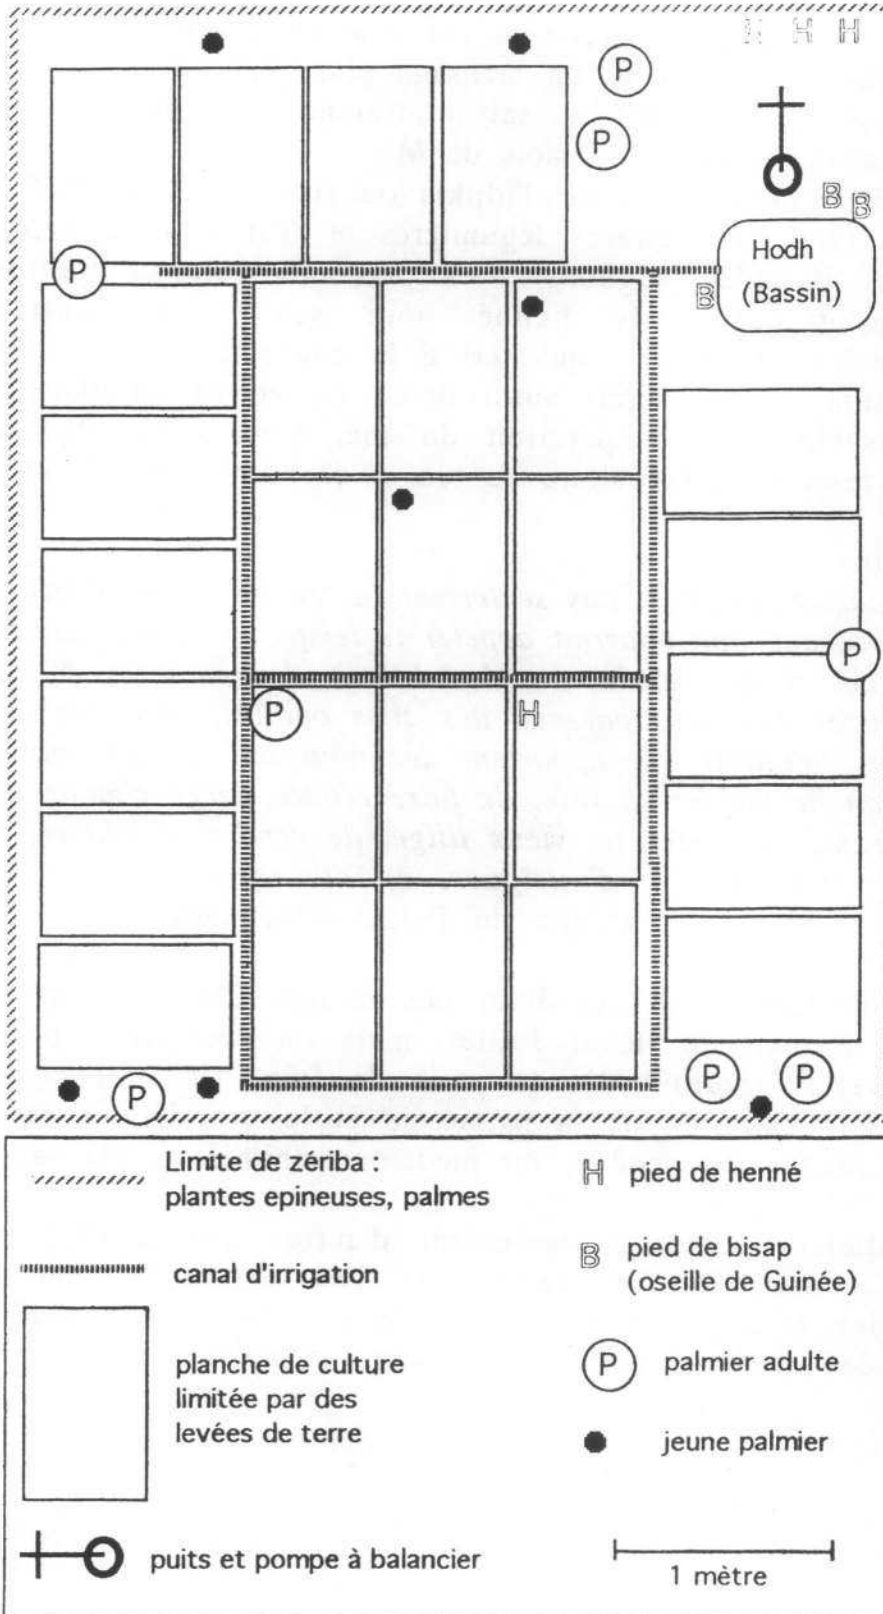 H H H
P
P
B
B
Hodh
(Bassin)
P
B
P
P
H
P
P
P
Limite de zériba :
plantes epineuses, palmes
canal d'irrigation
planche de culture
limitée par des
levées de terre
puits et pompe à balancier
H pied de henné
B pied de bisap
(oseille de Guinée)
P palmier adulte
jeune palmier
1 mètre